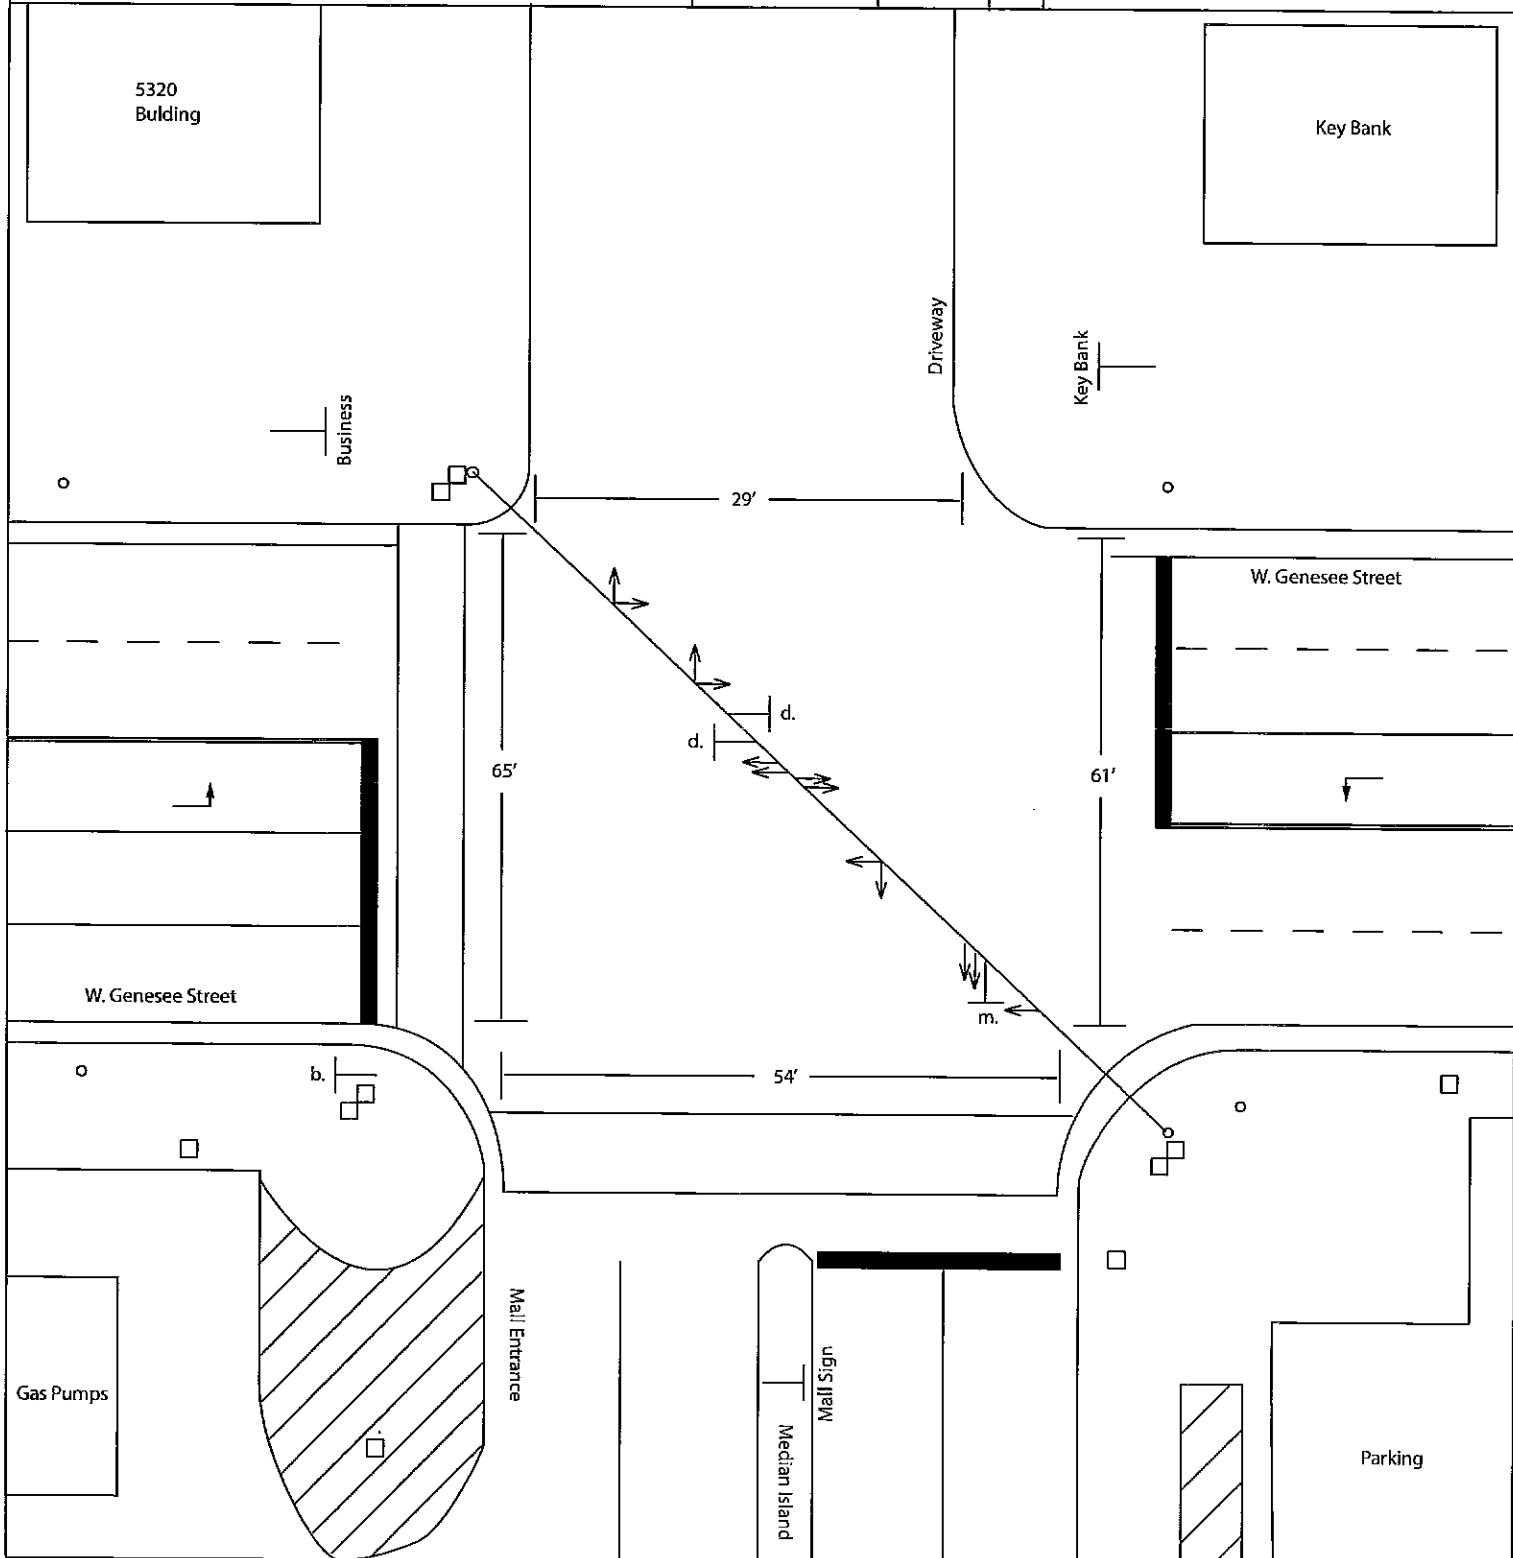 5320
Bulding
Key Bank
Driveway
Key Bank
Business
29'
W. Genesee Street
d.
d.
65'
61'
W. Genesee Street
m.
b.
54'
Mall Entrance
Mall Sign
Gas Pumps
Median Island
Parking